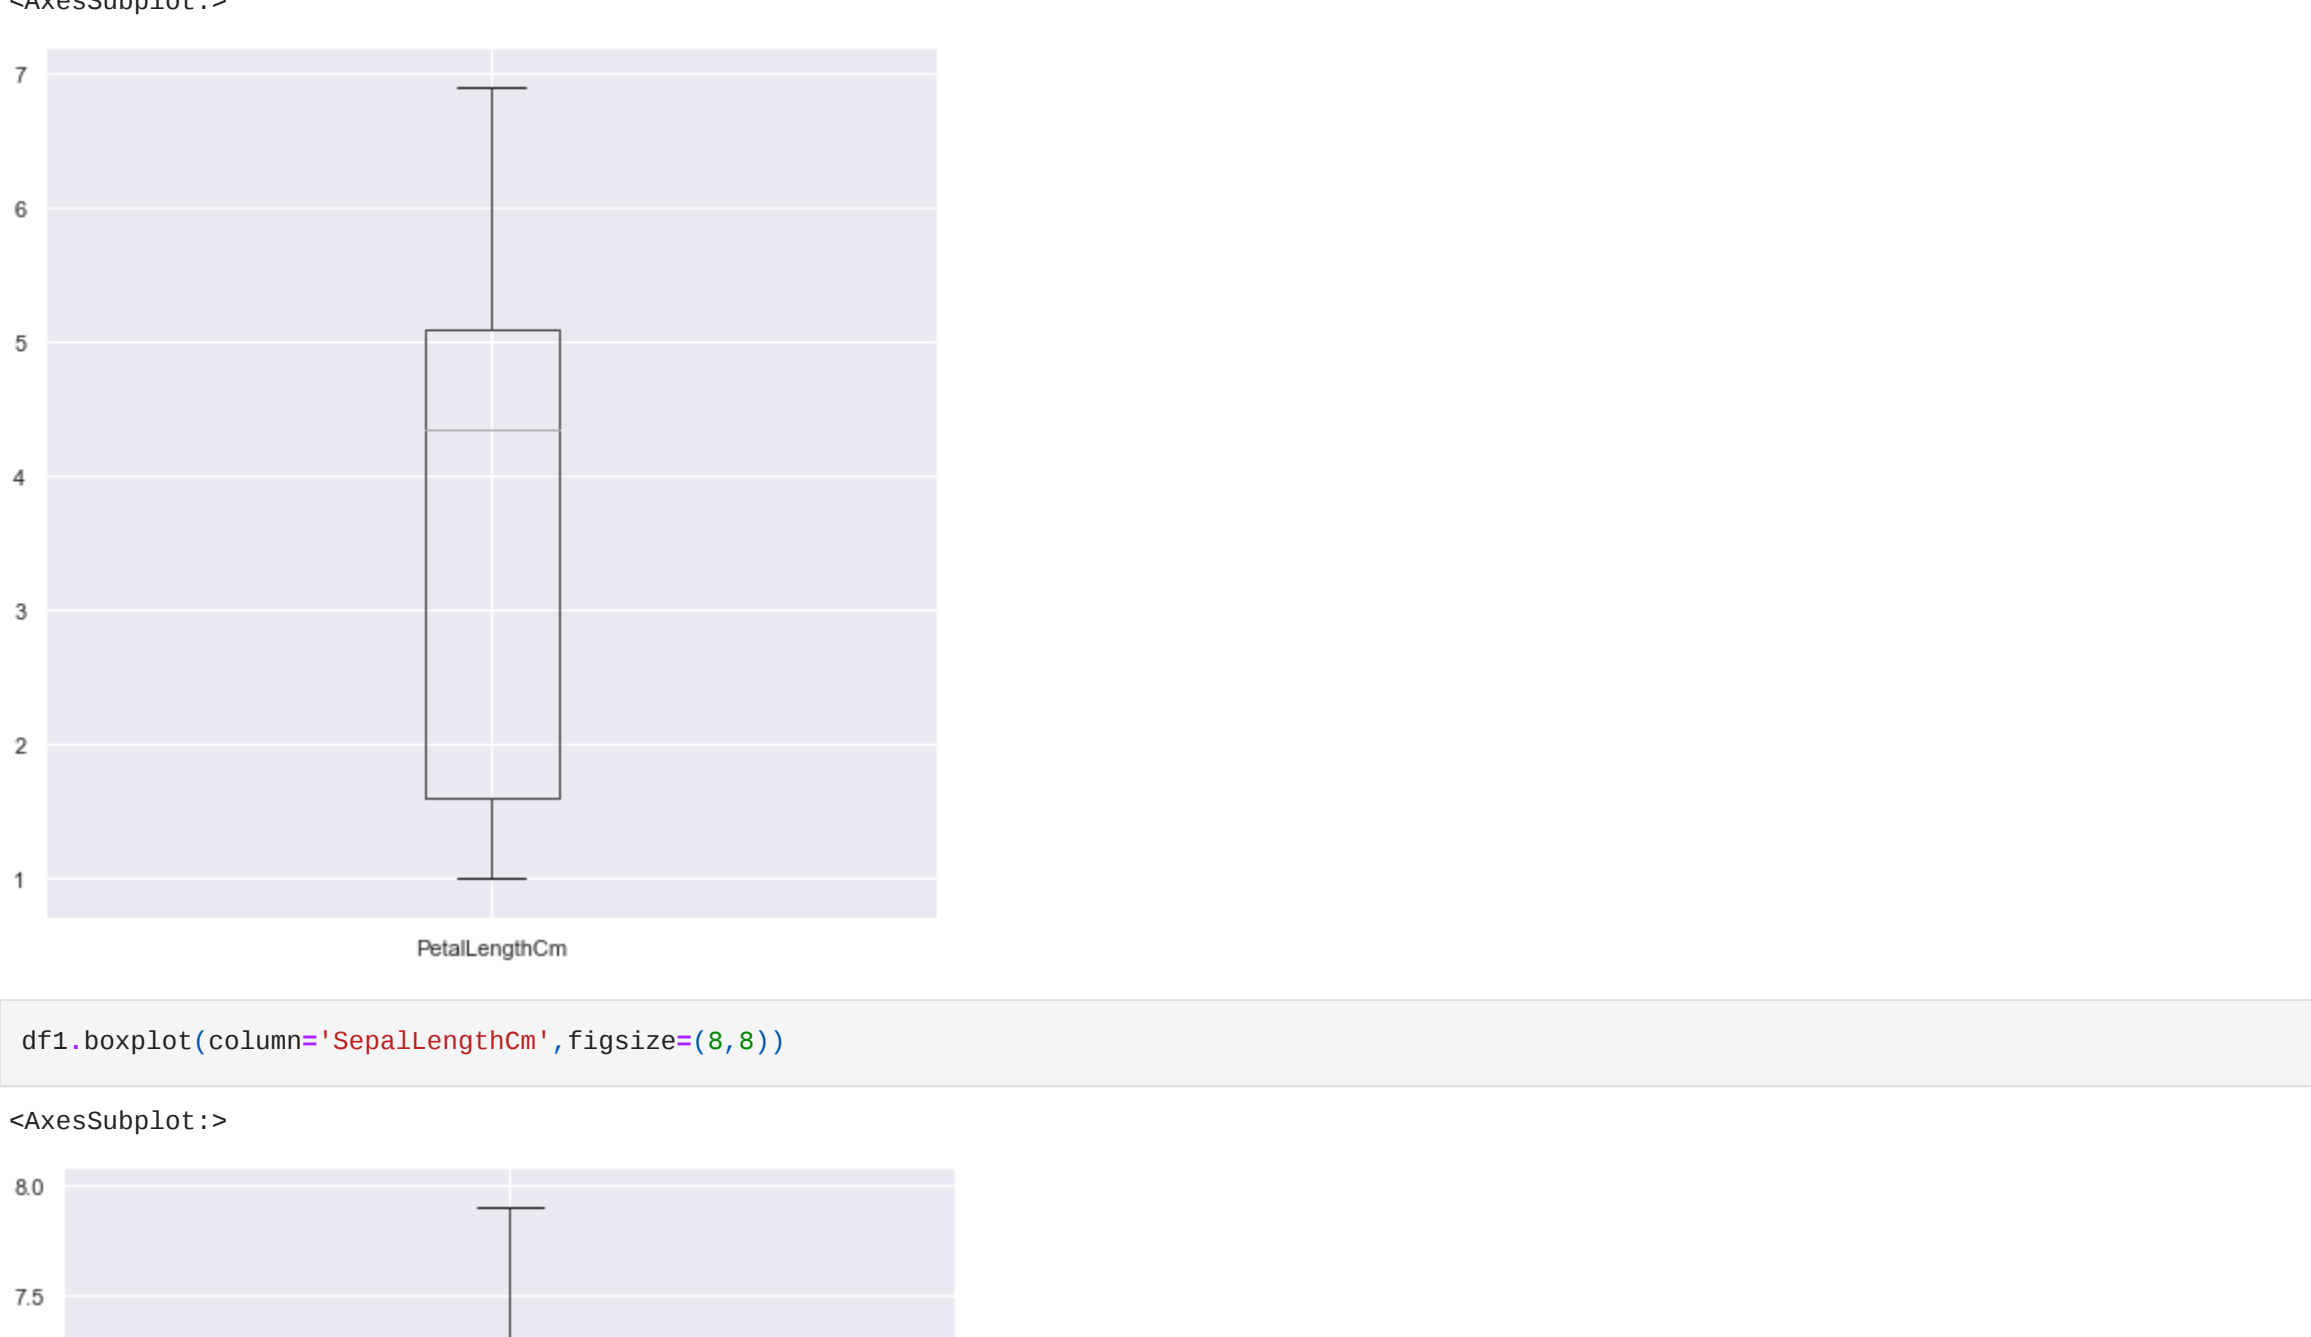 <AxesSubplot:>
7
6
5
4
3
2
1
PetalLengthCm
df1.boxplot(column='SepalLengthCm',figsize=(8,8))
<AxesSubplot:>
8.0
7.5